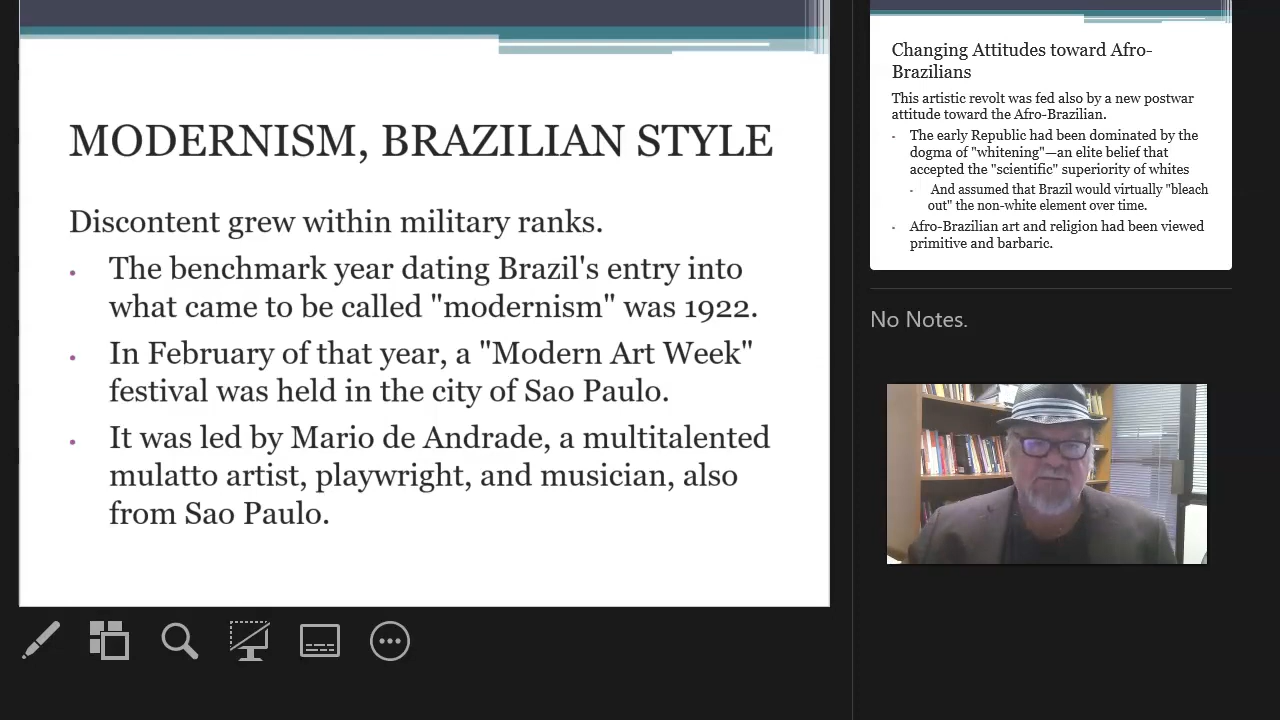 MODERNISM, BRAZILIAN STYLE
Discontent grew within military ranks.
• The benchmark year dating Brazil's entry into
what came to be called "modernism" was 1922.
• In February of that year, a "Modern Art Week"
festival was held in the city of Sao Paulo.
• It was led by Mario de Andrade, a multitalented
mulatto artist, playwright, and musician, also
from Sao Paulo.
Changing Attitudes toward Afro-
Brazilians
This artistic revolt was fed also by a new postwar
attitude toward the Afro-Brazilian.
- The early Republic had been dominated by the
dogma of "whitening"—an elite belief that
accepted the "scientific" superiority of whites
- And assumed that Brazil would virtually "bleach
out" the non-white element over time.
- Afro-Brazilian art and religion had been viewed
primitive and barbaric.
No Notes.